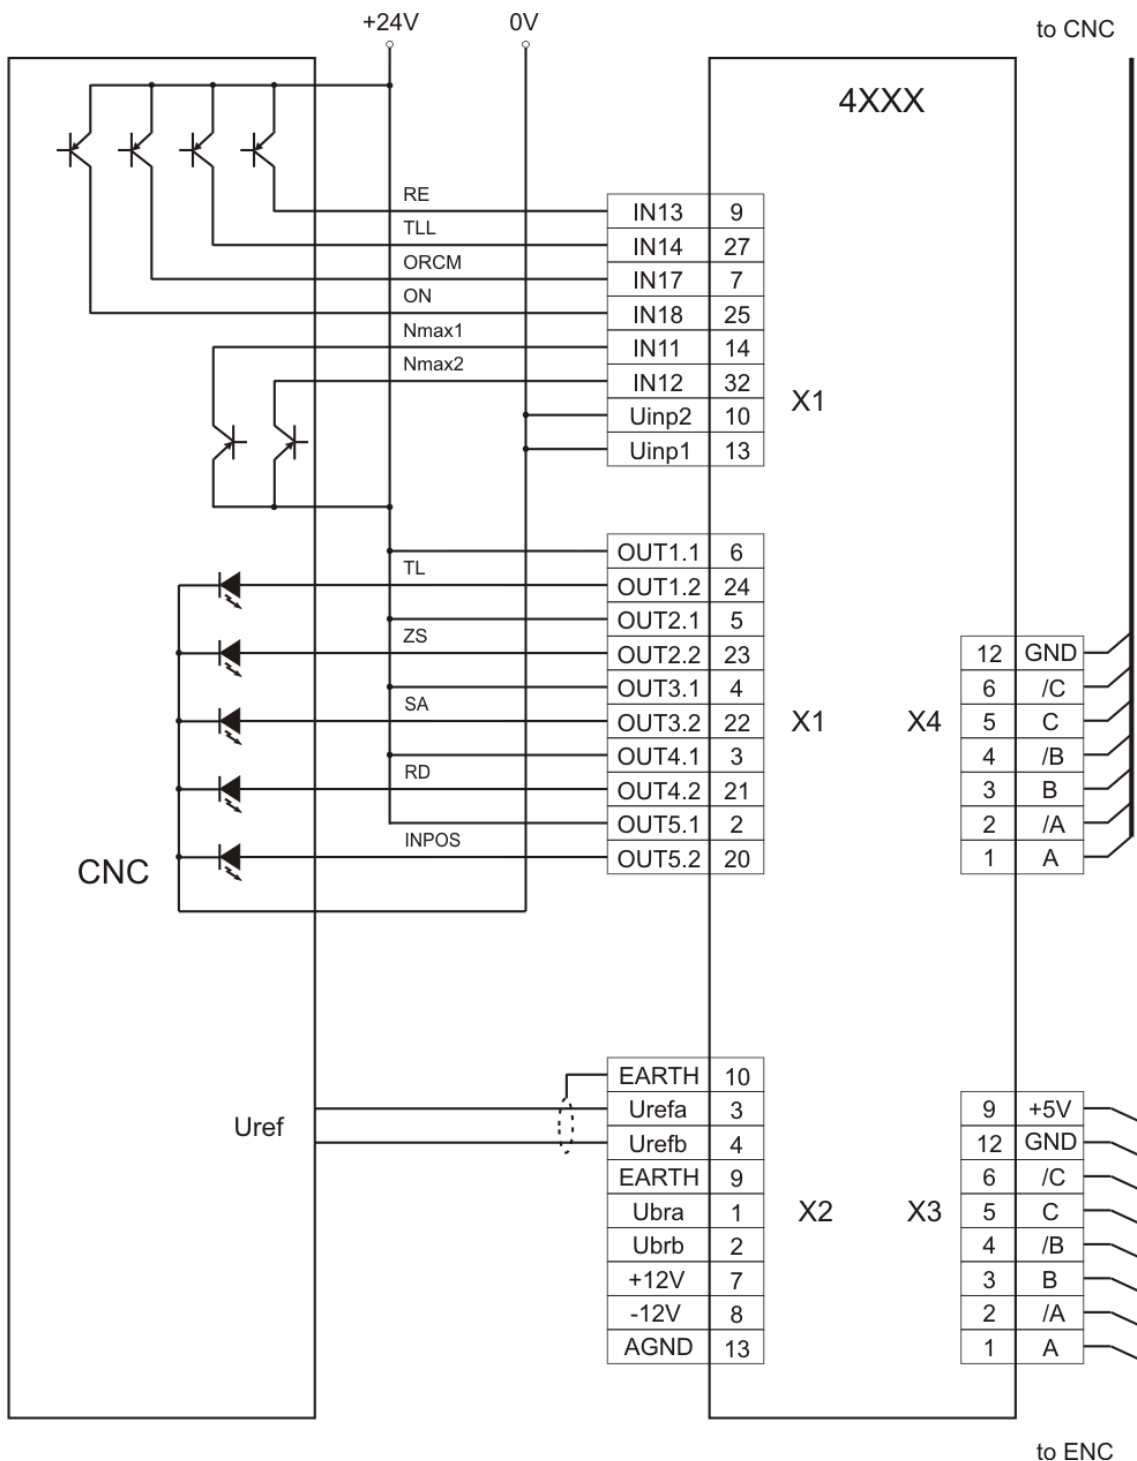 +24V 0V to CNC
4XXX
RE
IN13 9
TLL
IN14 27
ORCM
IN17 7
ON
IN18 25
Nmax1
IN11 14
Nmax2
IN12 32
X1
Uinp2 10
Uinp1 13
OUT1.1 6
TL
OUT1.2 24
OUT2.1 5
ZS
OUT2.2 23 12 GND
OUT3.1 4 6 /C
SA
OUT3.2 22 X1 X4 5 C
OUT4.1 3 4 /B
RD
OUT4.2 21 3 B
OUT5.1 2 2 /A
INPOS
OUT5.2 20 1 A
CNC
EARTH 10
Urefa 3 9 +5V
Uref
Urefb 4 12 GND
EARTH 9 6 /C
Ubra 1 X2 X3 5 C
Ubrb 2 4 /B
+12V 7 3 B
-12V 8 2 /A
AGND 13 1 A
to ENC